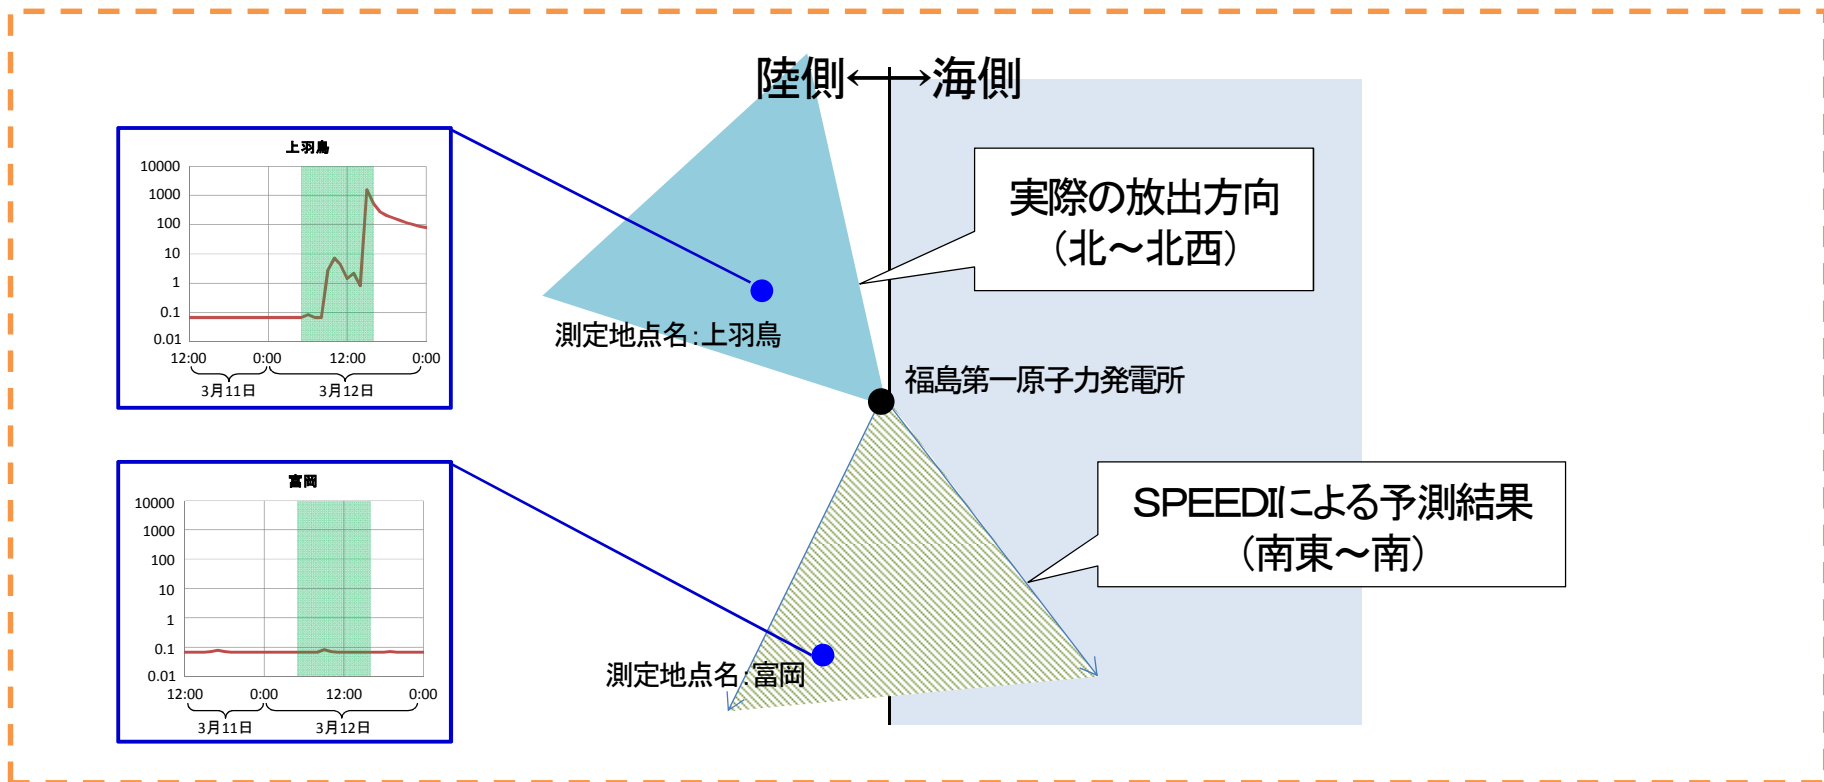 陸側←→海側
上羽鳥
10000
1000
100
10
1
0.1
0.01
12:00 0:00 12:00 0:00
3月11日 3月12日
実際の放出方向
(北～北西)
測定地点名:上羽鳥
福島第一原子力発電所
富岡
10000
1000
100
10
1
0.1
0.01
12:00 0:00 12:00 0:00
3月11日 3月12日
SPEEDIによる予測結果
(南東～南)
測定地点名:富岡